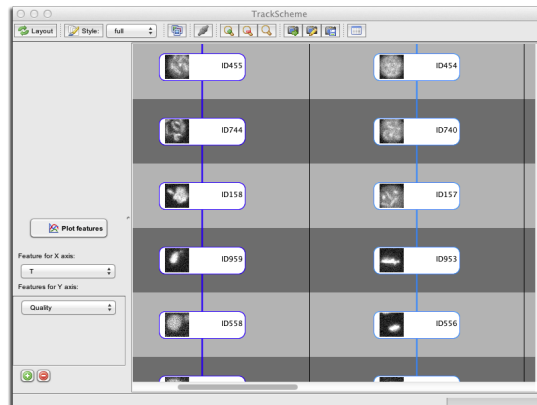 TrackScheme
Layout Style: full
ID455 ID454
ID744 ID740
ID158 ID157
Plot features
ID959 ID953
Feature for X axis:
T
Features for Y axis:
Quality
ID558 ID556